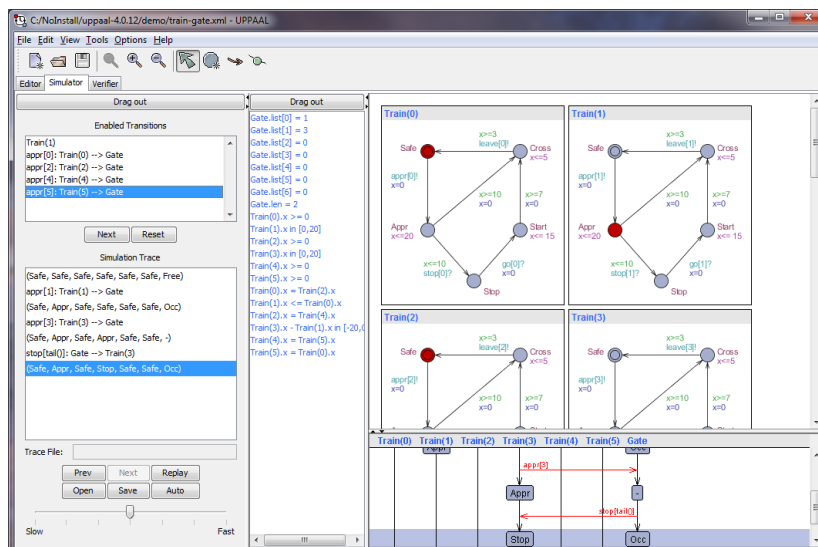 C:/NoInstall/uppaal-4.0.12/demo/train-gate.xml - UPPAAL
File Edit View Tools Options Help
Editor Simulator Verifier
Drag out
Enabled Transitions
Train(1)
appr[0]: Train(0) --> Gate
appr[2]: Train(2) --> Gate
appr[4]: Train(4) --> Gate
appr[5]: Train(5) --> Gate
Next Reset
Simulation Trace
(Safe, Safe, Safe, Safe, Safe, Safe, Free)
appr[1]: Train(1) --> Gate
(Safe, Appr, Safe, Safe, Safe, Safe, Occ)
appr[3]: Train(3) --> Gate
(Safe, Appr, Safe, Appr, Safe, Safe, -)
stop[tail()]: Gate --> Train(3)
(Safe, Appr, Safe, Stop, Safe, Safe, Occ)
Trace File:
Prev Next Replay
Open Save Auto
Slow Fast
Drag out
Gate.list[0] = 1
Gate.list[1] = 3
Gate.list[2] = 0
Gate.list[3] = 0
Gate.list[4] = 0
Gate.list[5] = 0
Gate.list[6] = 0
Gate.len = 2
Train(0).x >= 0
Train(1).x in [0,20]
Train(2).x >= 0
Train(3).x in [0,20]
Train(4).x >= 0
Train(5).x >= 0
Train(0).x = Train(2).x
Train(1).x <= Train(0).x
Train(2).x = Train(4).x
Train(3).x - Train(1).x in [-20,0
Train(4).x = Train(5).x
Train(5).x = Train(0).x
Train(0)
x>=3
Safe leave[0]! Cross
x<=5
appr[0]!
x=0
x>=10 x>=7
x=0 x=0
Appr Start
x<=20 x<= 15
x<=10 go[0]?
stop[0]? x=0
Stop
Train(1)
x>=3
Safe leave[1]! Cross
x<=5
appr[1]!
x=0
x>=10 x>=7
x=0 x=0
Appr Start
x<=20 x<= 15
x<=10 go[1]?
stop[1]? x=0
Stop
Train(2)
x>=3
Safe leave[2]! Cross
x<=5
appr[2]!
x=0
x>=10 x>=7
x=0 x=0
Train(3)
x>=3
Safe leave[3]! Cross
x<=5
appr[3]!
x=0
x>=10 x>=7
x=0 x=0
Train(0) Train(1) Train(2) Train(3) Train(4) Train(5) Gate
Appr Occ
appr[3]
Appr -
stop[tail()]
Stop Occ